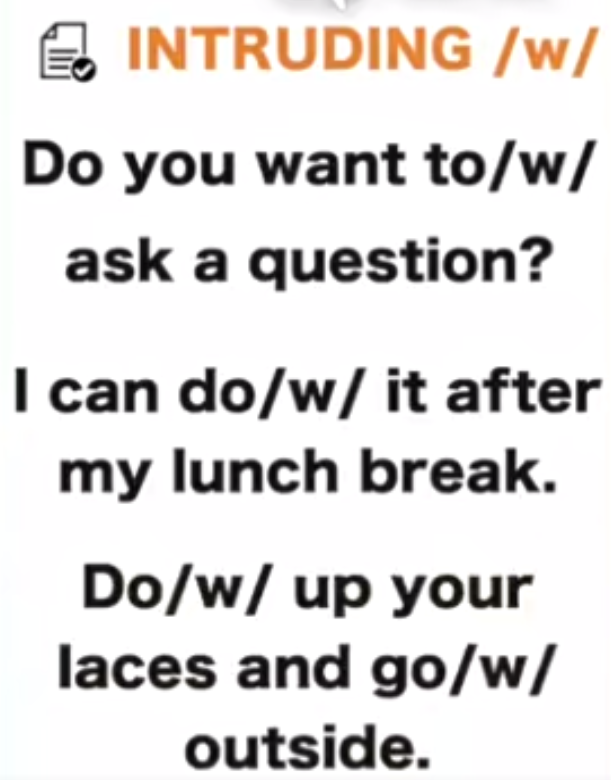 INTRUDING /w/
Do you want to/w/
ask a question?
I can do/w/ it after
my lunch break.
Do/w/ up your
laces and go/w/
outside.